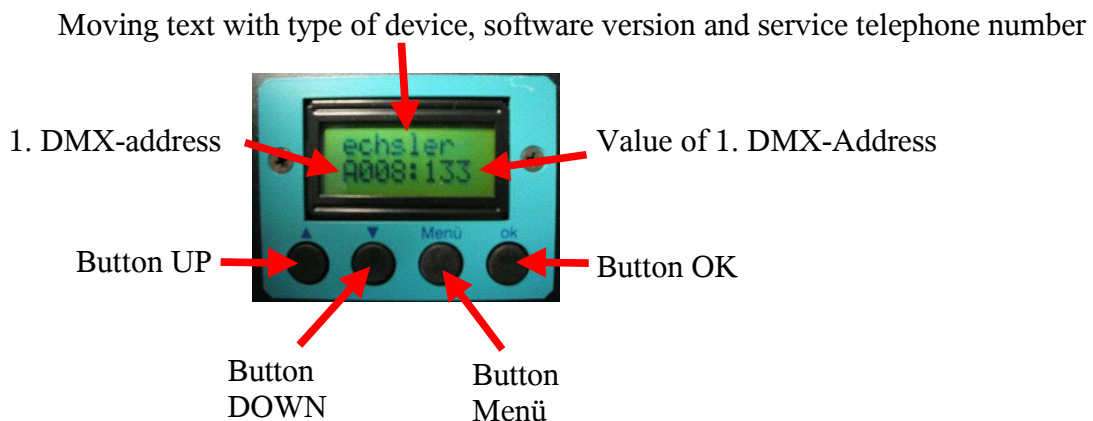 Moving text with type of device, software version and service telephone number
echsler
1. DMX-address
A008:133
Value of 1. DMX-Address
▲ ▼ Menü ok
Button UP
Button OK
Button
DOWN
Button
Menü